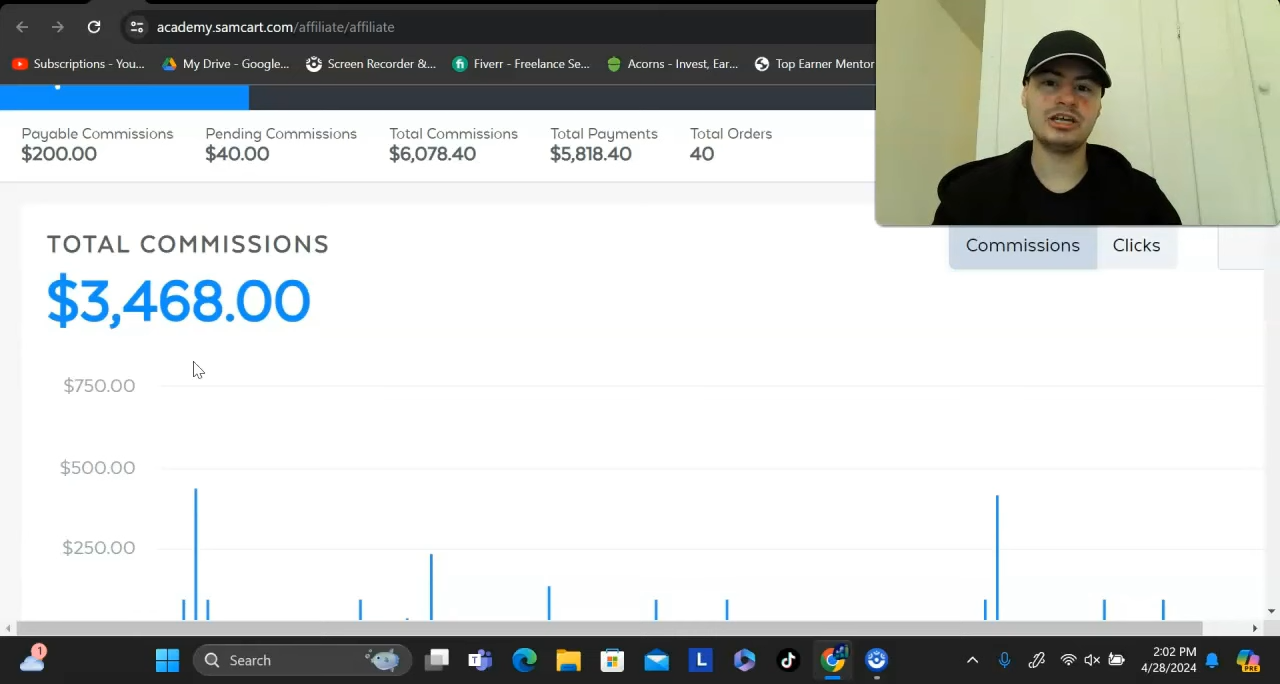 academy.samcart.com/affiliate/affiliate
Subscriptions - You... My Drive - Google... Screen Recorder &... Fiverr - Freelance Se... Acorns - Invest, Ear... Top Earner Mentor
Payable Commissions Pending Commissions Total Commissions Total Payments Total Orders
$200.00 $40.00 $6,078.40 $5,818.40 40
TOTAL COMMISSIONS
Commissions Clicks
$3,468.00
$750.00
$500.00
$250.00
1
Search
L
2:02 PM
4/28/2024
PRE